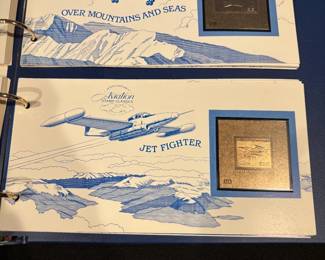 OVER MOUNTAINS AND SEAS
Aviation
STAMP CLASSICS
JET FIGHTER